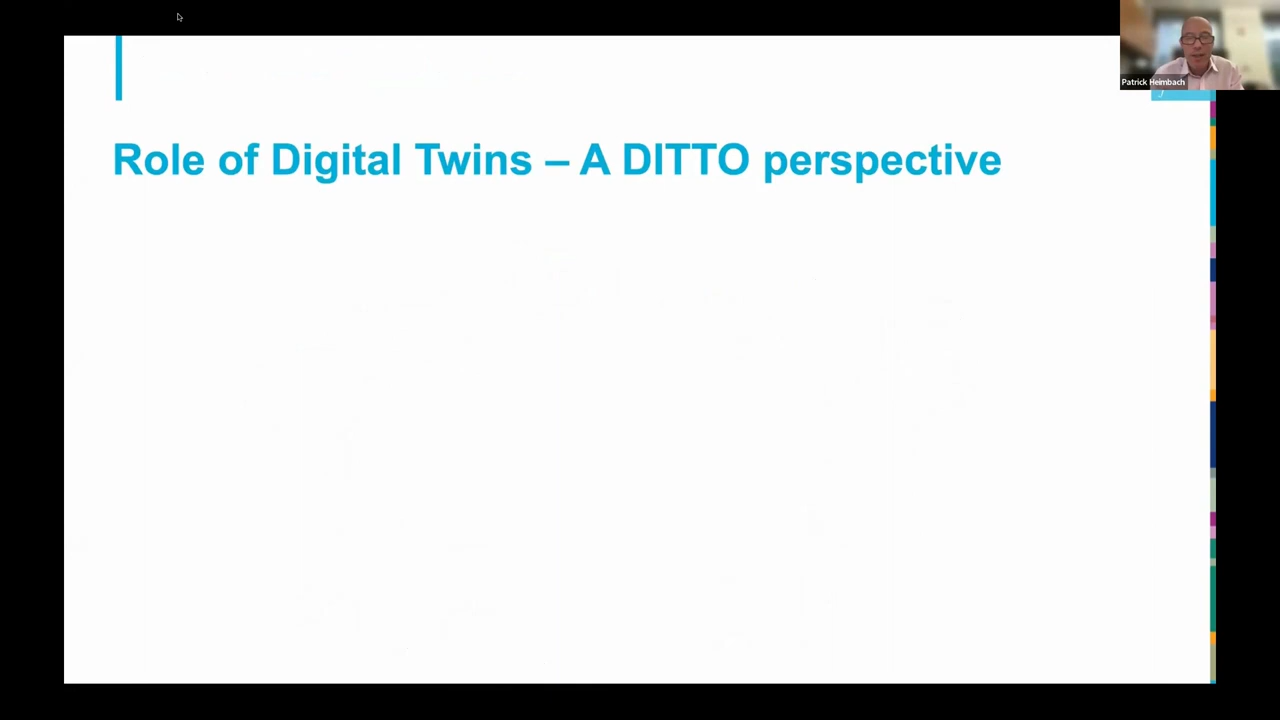 Role of Digital Twins – A DITTO perspective
Patrick Heimbach